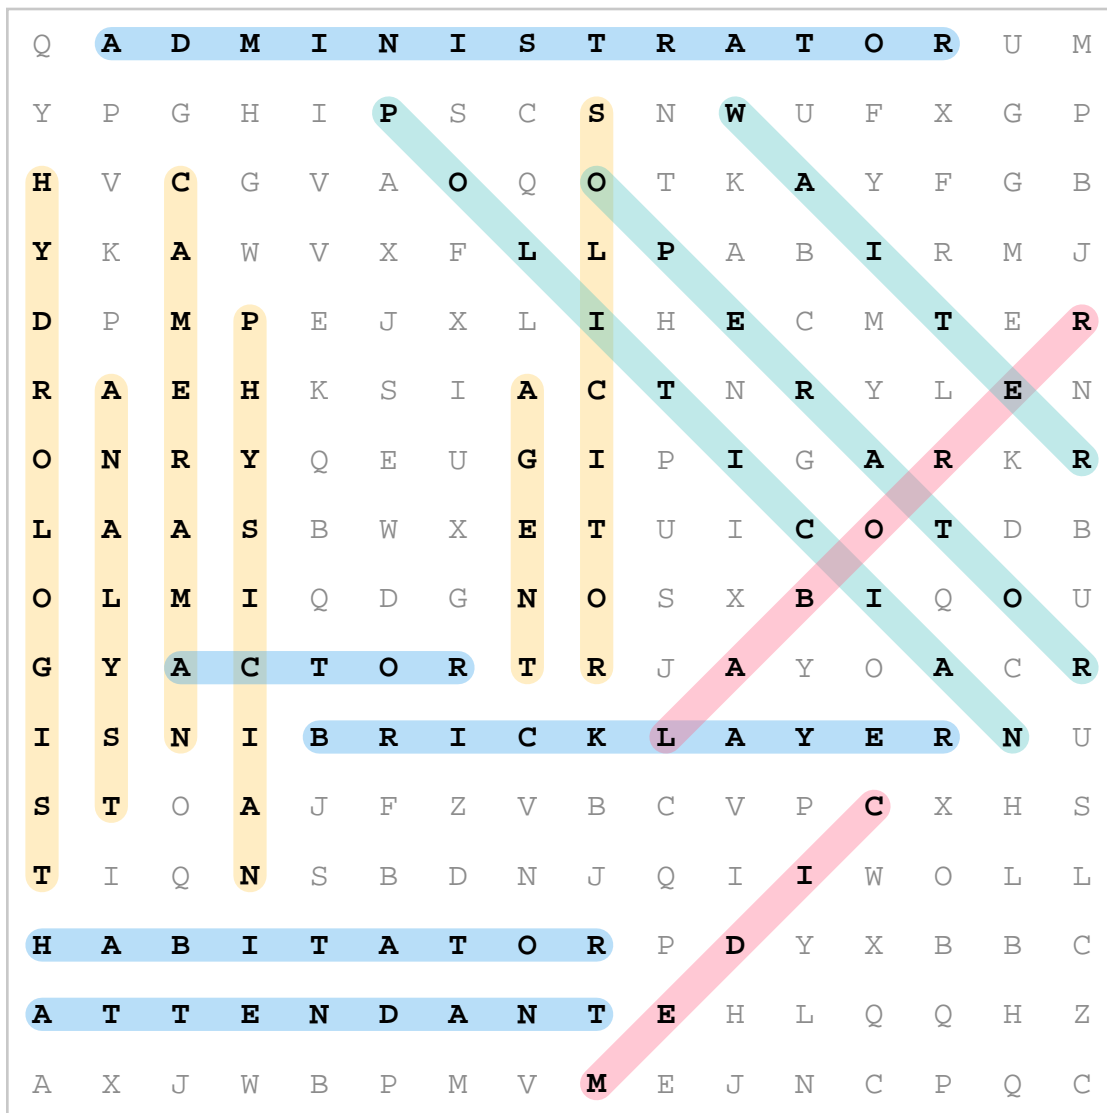 Q A D M I N I S T R A T O R U M
Y P G H I P S C S N W U F X G P
H V C G V A O Q O T K A Y F G B
Y K A W V X F L L P A B I R M J
D P M P E J X L I H E C M T E R
R A E H K S I A C T N R Y L E N
O N R Y Q E U G I P I G A R K R
L A A S B W X E T U I C O T D B
O L M I Q D G N O S X B I Q O U
G Y A C T O R T R J A Y O A C R
I S N I B R I C K L A Y E R N U
S T O A J F Z V B C V P C X H S
T I Q N S B D N J Q I I W O L L
H A B I T A T O R P D Y X B B C
A T T E N D A N T E H L Q Q H Z
A X J W B P M V M E J N C P Q C